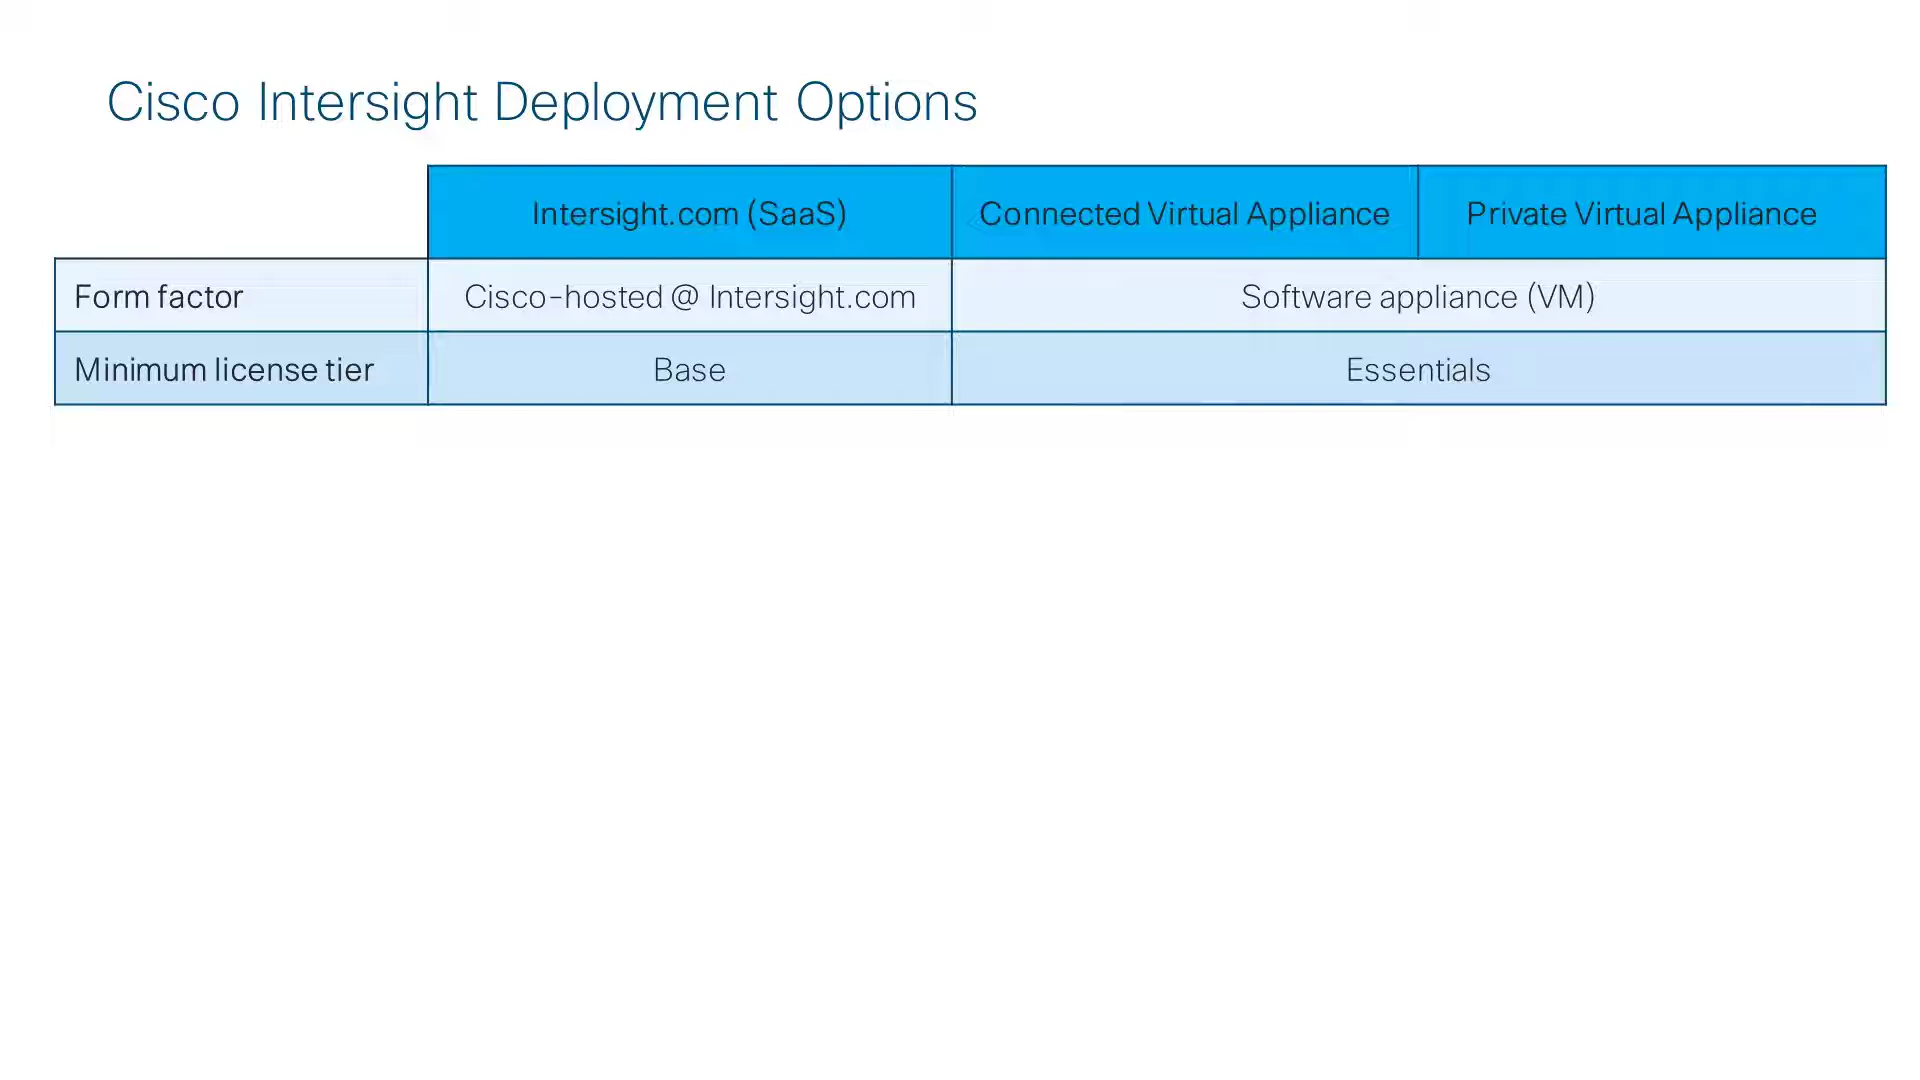 Cisco Intersight Deployment Options
Intersight.com (SaaS) Connected Virtual Appliance Private Virtual Appliance
Form factor Cisco-hosted @ Intersight.com Software appliance (VM)
Minimum license tier Base Essentials